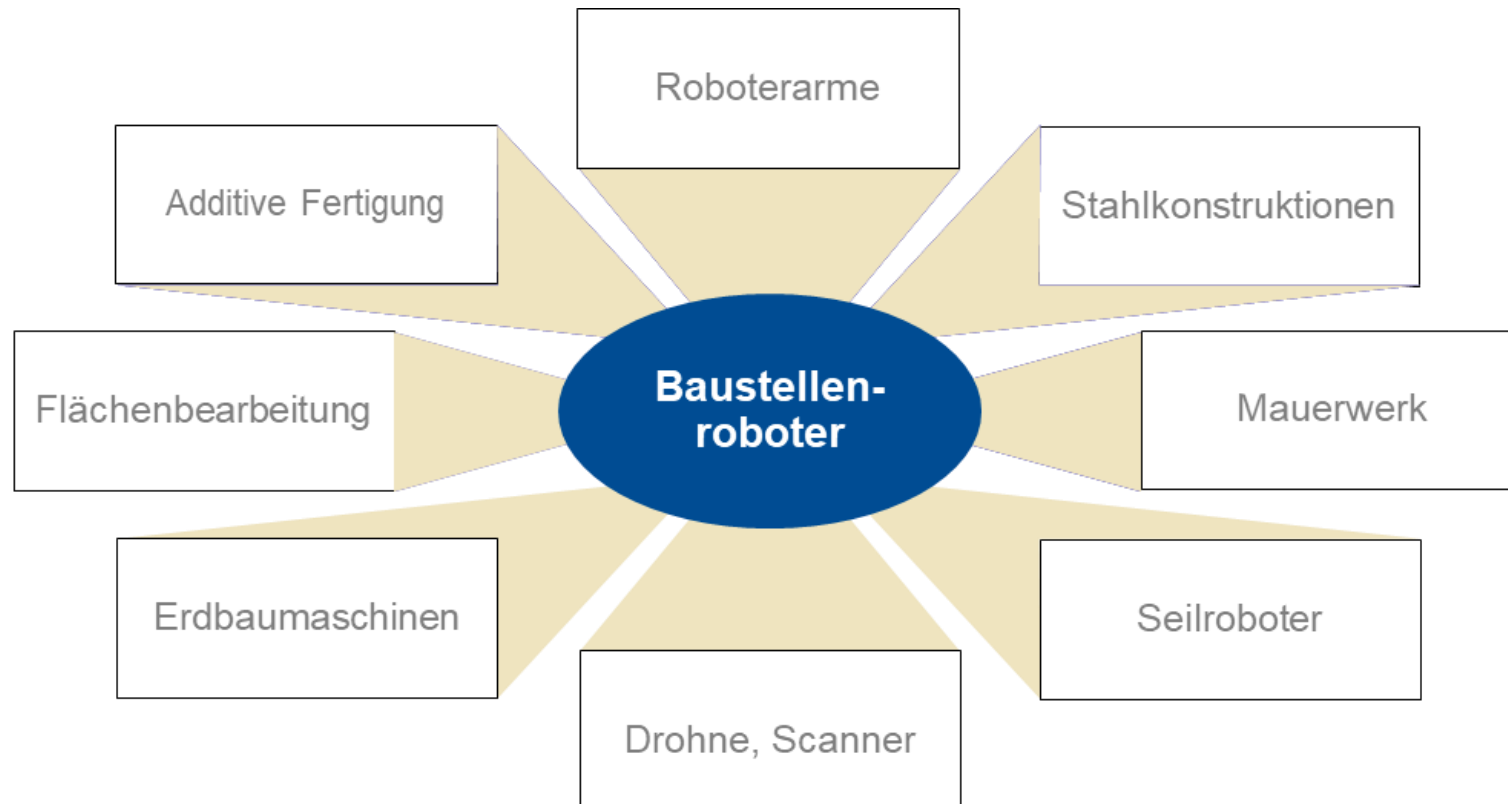 Roboterarme
Additive Fertigung
Stahlkonstruktionen
Flächenbearbeitung
Baustellen-
roboter
Mauerwerk
Erdbaumaschinen
Seilroboter
Drohne, Scanner